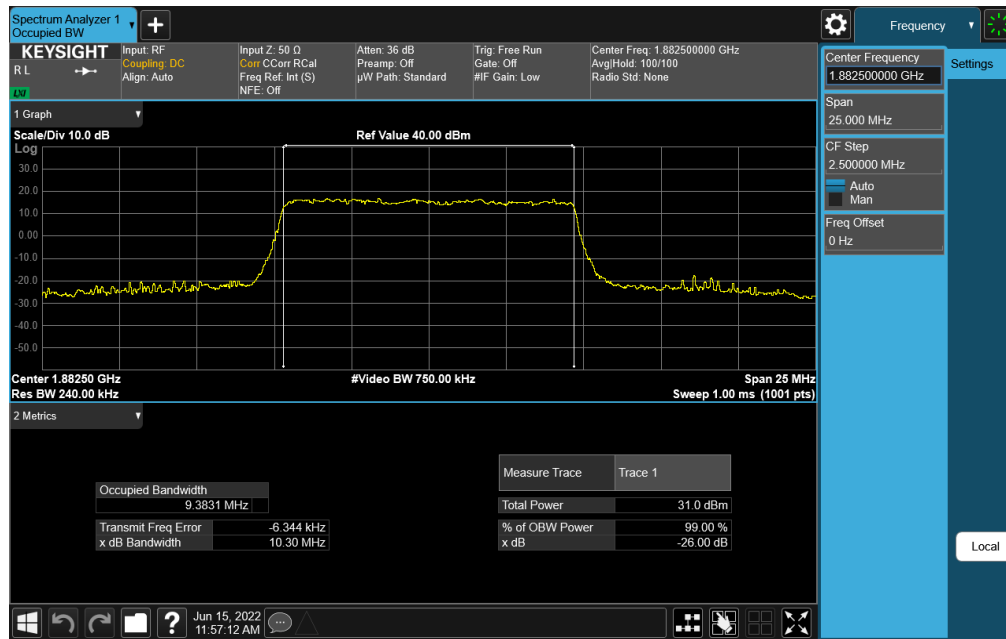 Spectrum Analyzer 1
Occupied BW
Frequency
KEYSIGHT
R L
LXI
Input: RF
Coupling: DC
Align: Auto
Input Z: 50 Ω
Corr CCorr RCal
Freq Ref: Int (S)
NFE: Off
Atten: 36 dB
Preamp: Off
µW Path: Standard
Trig: Free Run
Gate: Off
#IF Gain: Low
Center Freq: 1.882500000 GHz
Avg|Hold: 100/100
Radio Std: None
Center Frequency
1.882500000 GHz
Settings
Span
25.000 MHz
CF Step
2.500000 MHz
Auto
Man
Freq Offset
0 Hz
1 Graph
Scale/Div 10.0 dB
Ref Value 40.00 dBm
Log
30.0
20.0
10.0
0.00
-10.0
-20.0
-30.0
-40.0
-50.0
Center 1.88250 GHz
#Video BW 750.00 kHz
Span 25 MHz
Res BW 240.00 kHz
Sweep 1.00 ms (1001 pts)
2 Metrics
Measure Trace
Trace 1
Occupied Bandwidth
9.3831 MHz
Total Power
31.0 dBm
Transmit Freq Error
-6.344 kHz
% of OBW Power
99.00 %
x dB Bandwidth
10.30 MHz
x dB
-26.00 dB
Local
Jun 15, 2022
11:57:12 AM